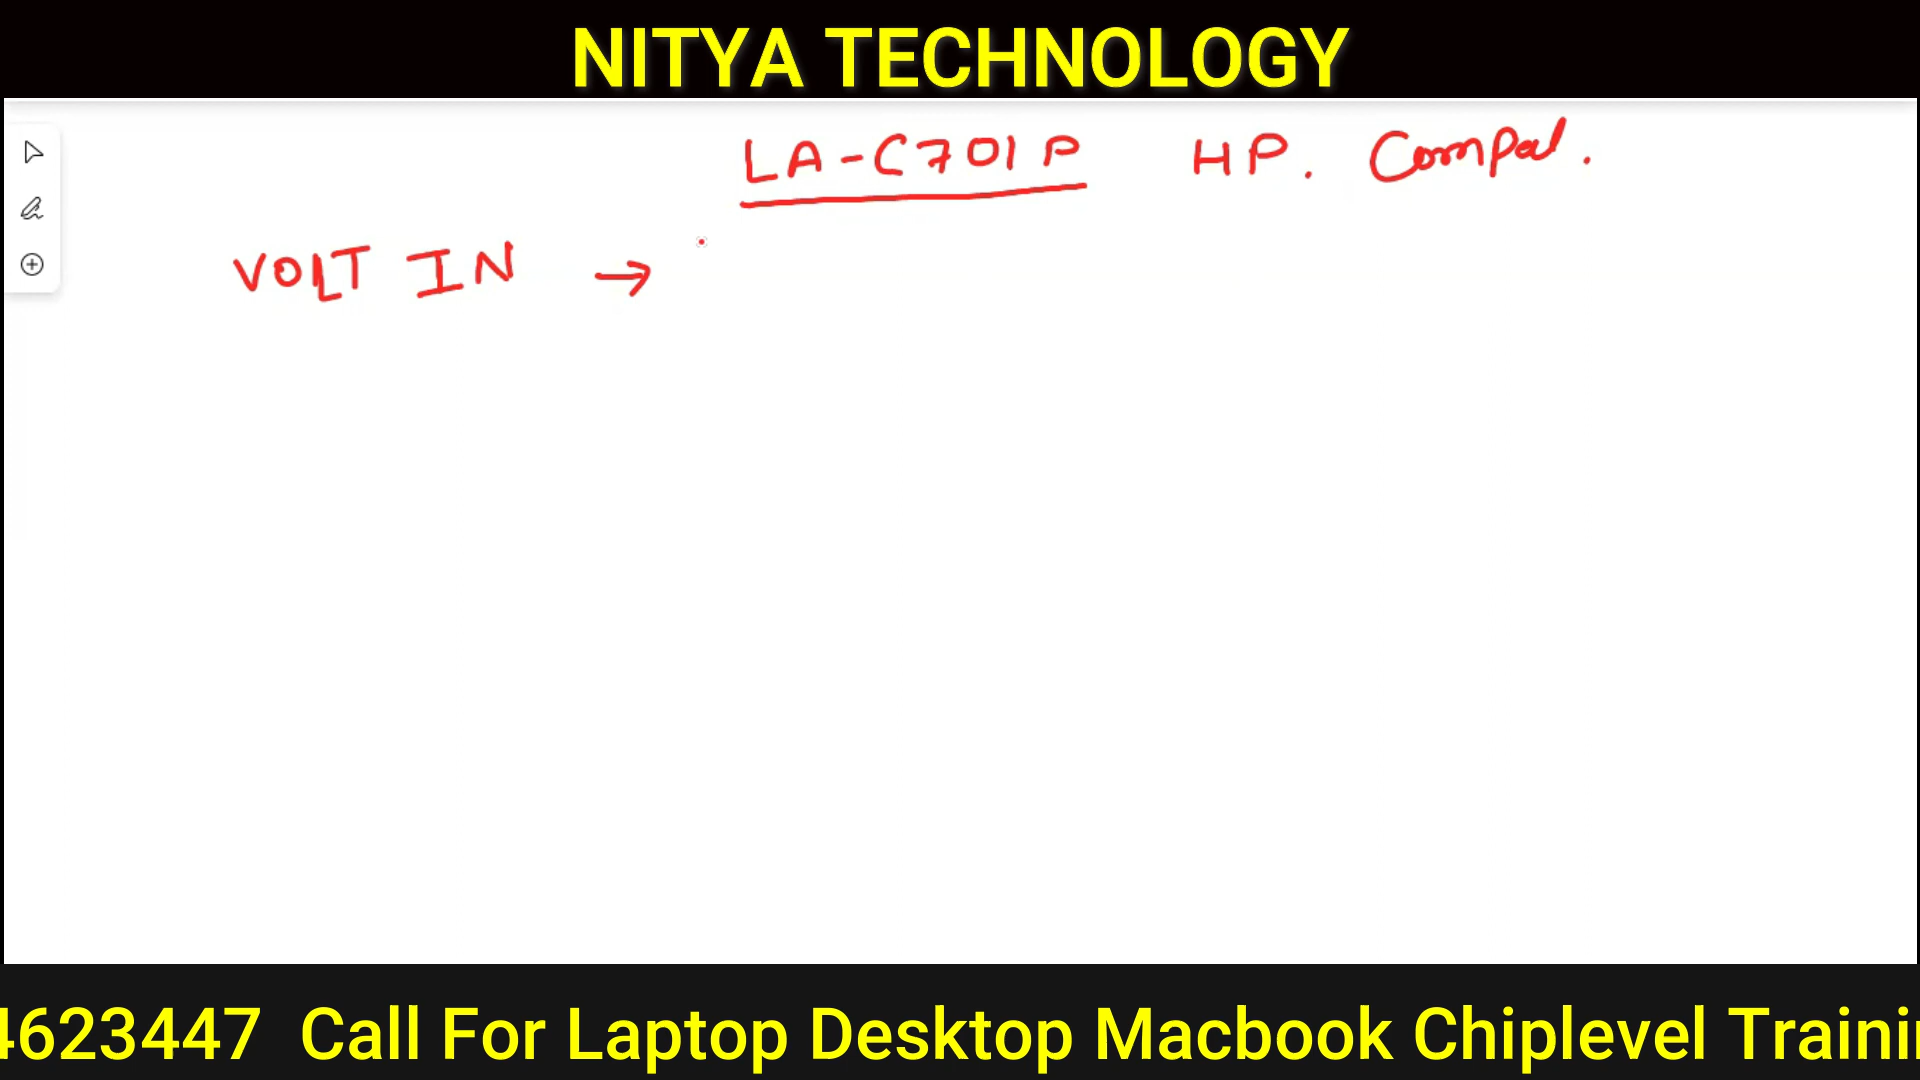 NITYA TECHNOLOGY
LA-C701P HP. Compal.
VOLT IN →
4623447 Call For Laptop Desktop Macbook Chiplevel Traini